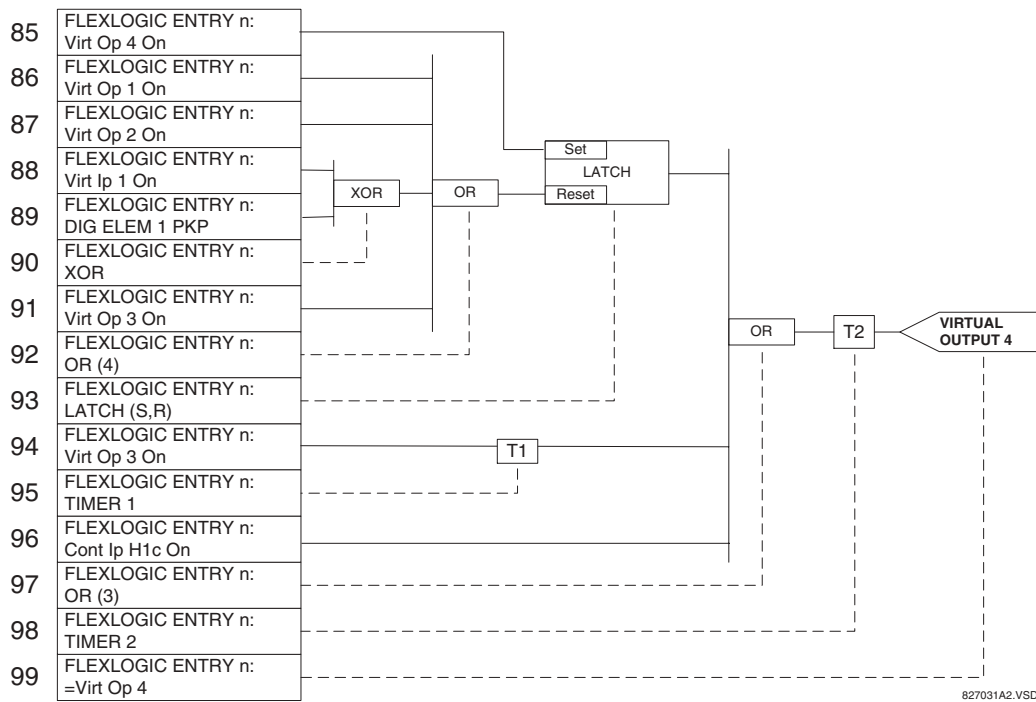 85
FLEXLOGIC ENTRY n:
Virt Op 4 On
86
FLEXLOGIC ENTRY n:
Virt Op 1 On
87
FLEXLOGIC ENTRY n:
Virt Op 2 On
88
FLEXLOGIC ENTRY n:
Virt Ip 1 On
89
FLEXLOGIC ENTRY n:
DIG ELEM 1 PKP
90
FLEXLOGIC ENTRY n:
XOR
91
FLEXLOGIC ENTRY n:
Virt Op 3 On
92
FLEXLOGIC ENTRY n:
OR (4)
93
FLEXLOGIC ENTRY n:
LATCH (S,R)
94
FLEXLOGIC ENTRY n:
Virt Op 3 On
95
FLEXLOGIC ENTRY n:
TIMER 1
96
FLEXLOGIC ENTRY n:
Cont Ip H1c On
97
FLEXLOGIC ENTRY n:
OR (3)
98
FLEXLOGIC ENTRY n:
TIMER 2
99
FLEXLOGIC ENTRY n:
=Virt Op 4
XOR
OR
Set
LATCH
Reset
T1
OR
T2
VIRTUAL
OUTPUT 4
827031A2.VSD